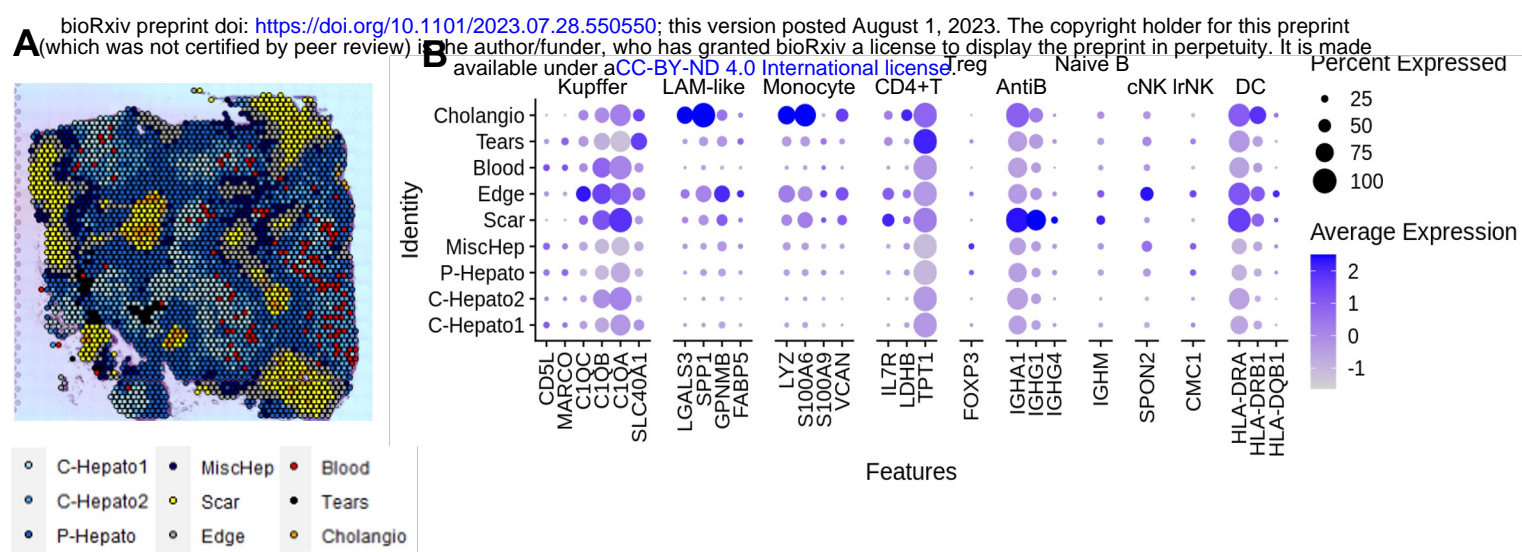 bioRxiv preprint doi: https://doi.org/10.1101/2023.07.28.550550; this version posted August 1, 2023. The copyright holder for this preprint
(which was not certified by peer review) is the author/funder, who has granted bioRxiv a license to display the preprint in perpetuity. It is made
available under aCC-BY-ND 4.0 International license.
A
B
Treg
Naive B
Kupffer
LAM-like
Monocyte
CD4+T
AntiB
cNK
lrNK
DC
Identity
Cholangio
Tears
Blood
Edge
Scar
MiscHep
P-Hepato
C-Hepato2
C-Hepato1
CD5L
MARCO
C1QC
C1QB
C1QA
SLC40A1
LGALS3
SPP1
GPNMB
FABP5
LYZ
S100A6
S100A9
VCAN
IL7R
LDHB
TPT1
FOXP3
IGHA1
IGHG1
IGHG4
IGHM
SPON2
CMC1
HLA-DRA
HLA-DRB1
HLA-DQB1
Features
Percent Expressed
25
50
75
100
Average Expression
2
1
0
-1
C-Hepato1
MiscHep
Blood
C-Hepato2
Scar
Tears
P-Hepato
Edge
Cholangio